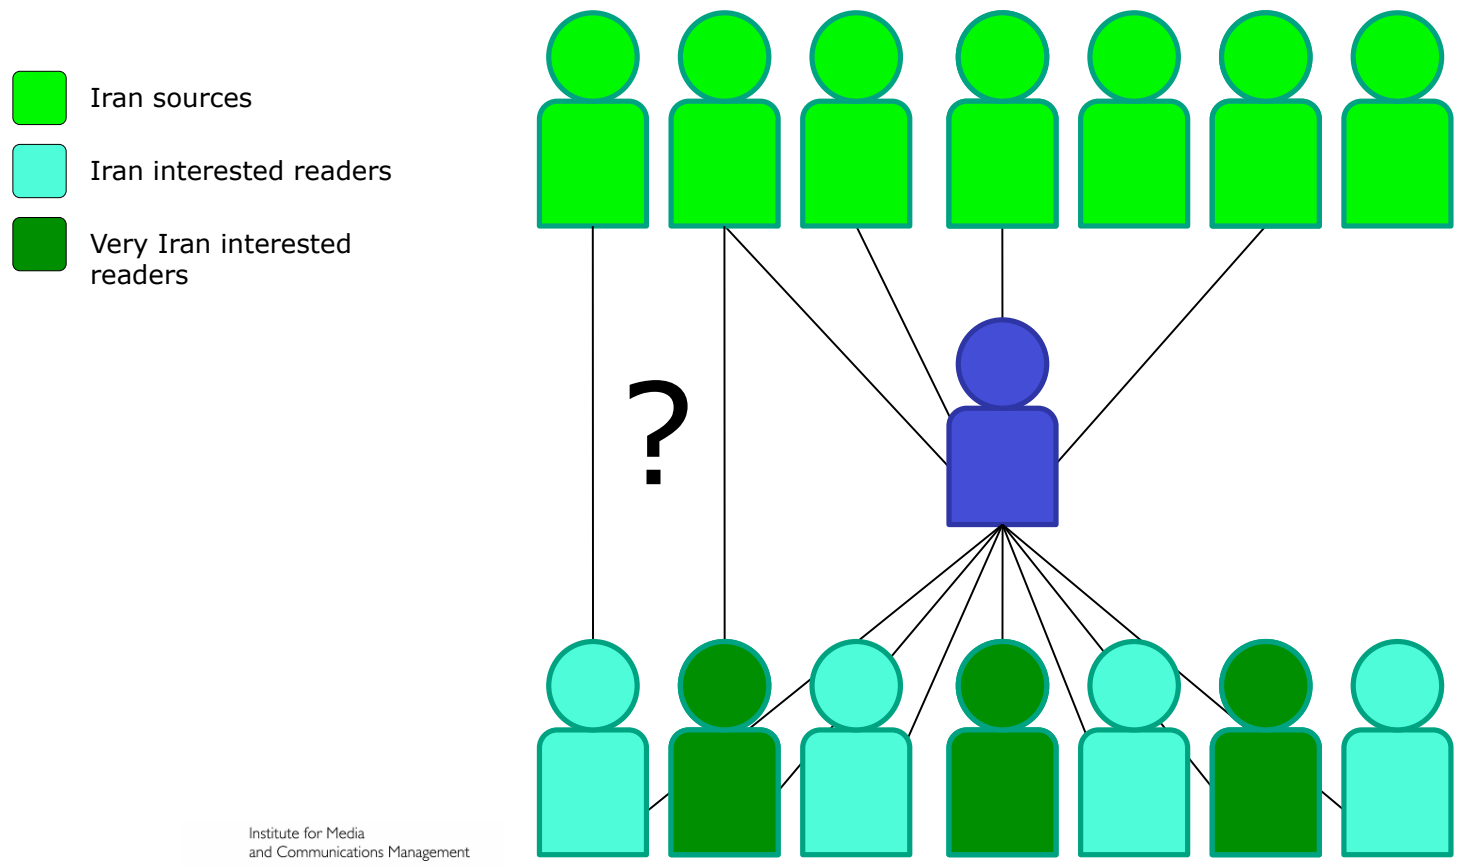 Iran sources
Iran interested readers
Very Iran interested
readers
?
Institute for Media
and Communications Management